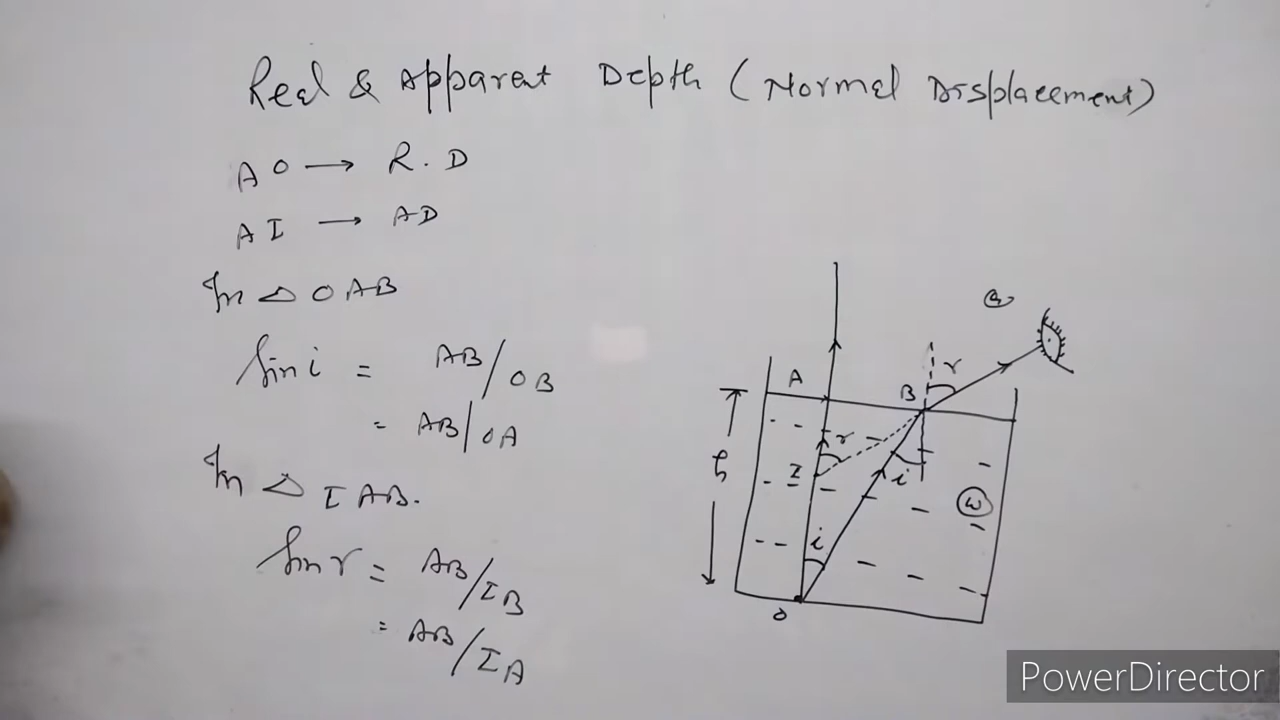 Real & Apparent Depth (Normal Displacement)
AO → R.D
AI → AD
In △ OAB
Sin i = AB/OB
= AB/OA
In △ IAB.
Sin r = AB/IB
= AB/IA
a
A
B
r
r
I
i
i
w
O
PowerDirector